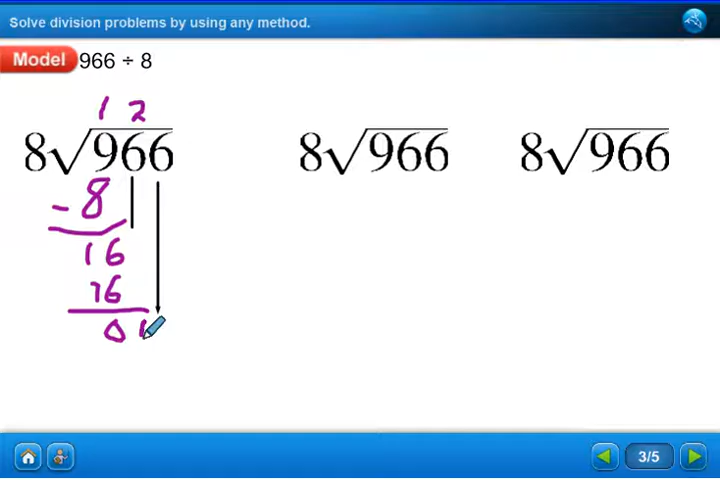 Solve division problems by using any method.
Model 966 ÷ 8
1 2
8√966 8√966 8√966
- 8
16
16
0
3/5